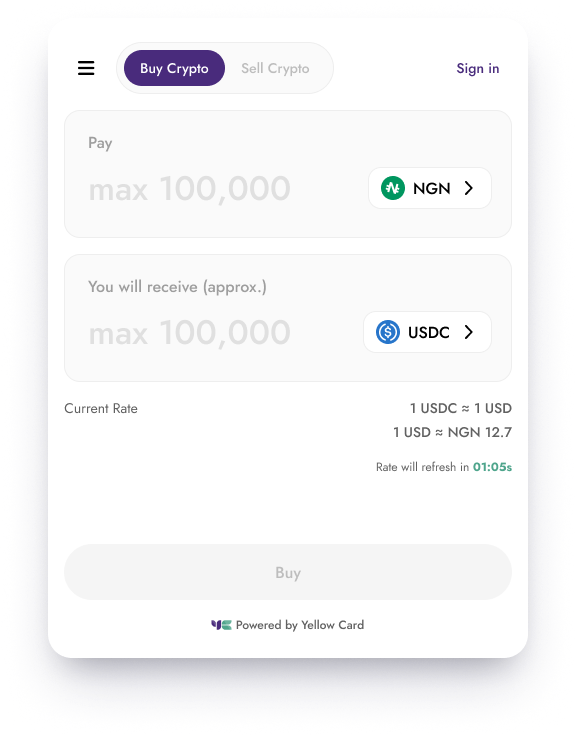 Buy Crypto
Sell Crypto
Sign in
Pay
max 100,000
NGN
You will receive (approx.)
max 100,000
USDC
Current Rate
1 USDC ≈ 1 USD
1 USD ≈ NGN 12.7
Rate will refresh in 01:05s
Buy
Powered by Yellow Card